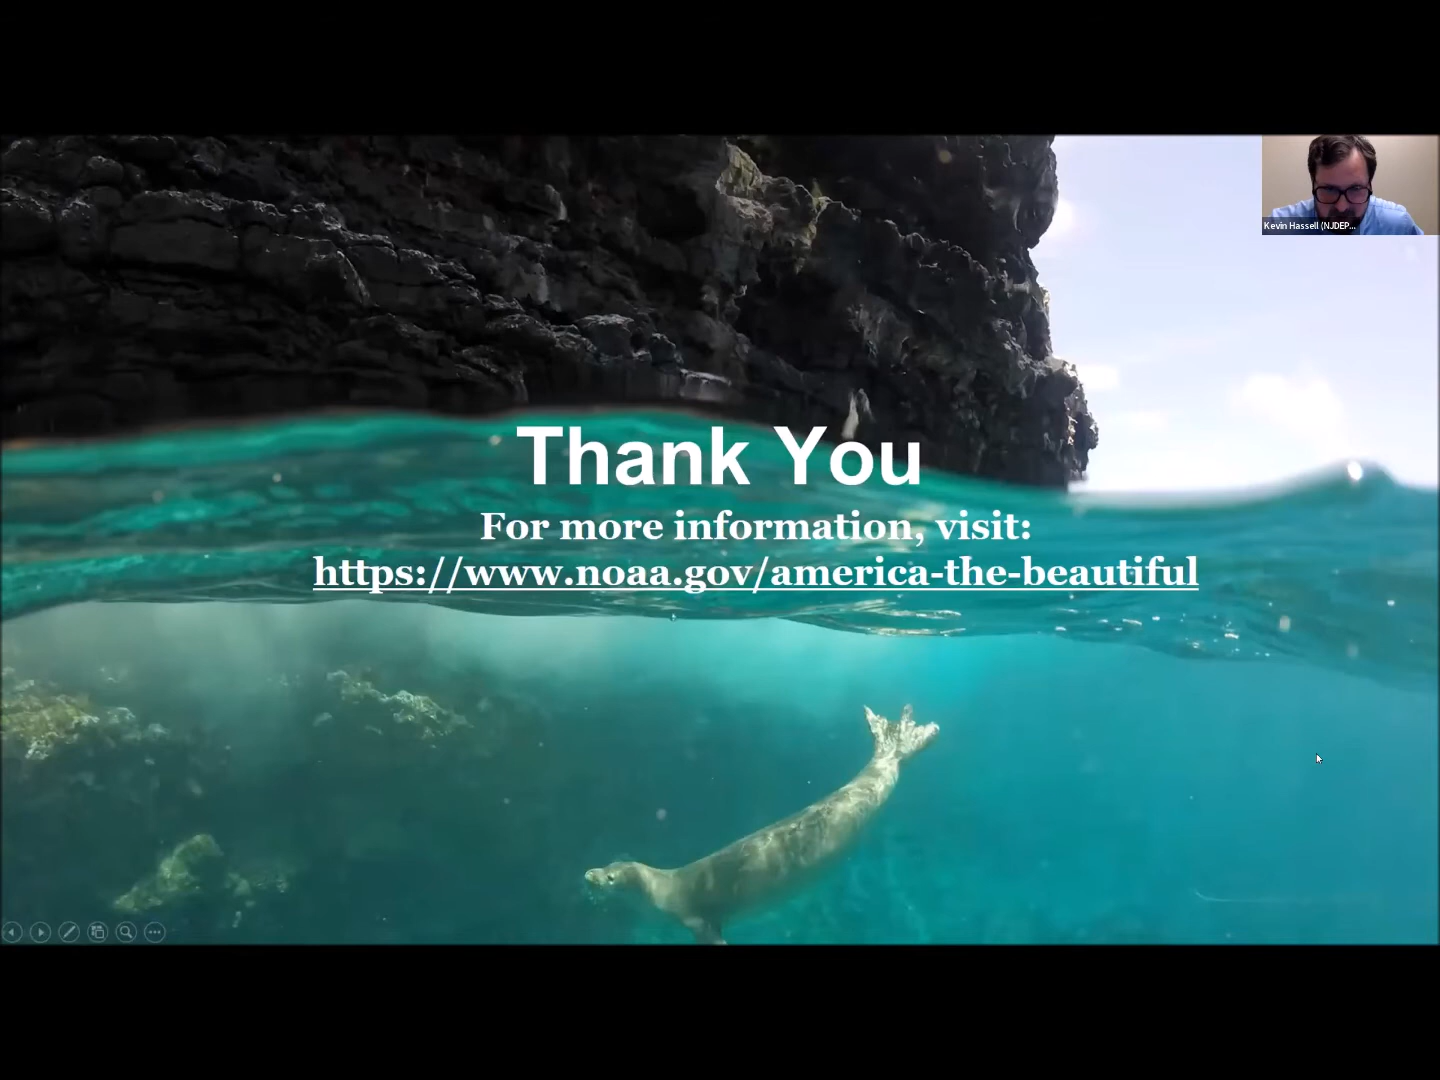 Kevin Hassell (NJDEP...
Thank You
For more information, visit:
https://www.noaa.gov/america-the-beautiful